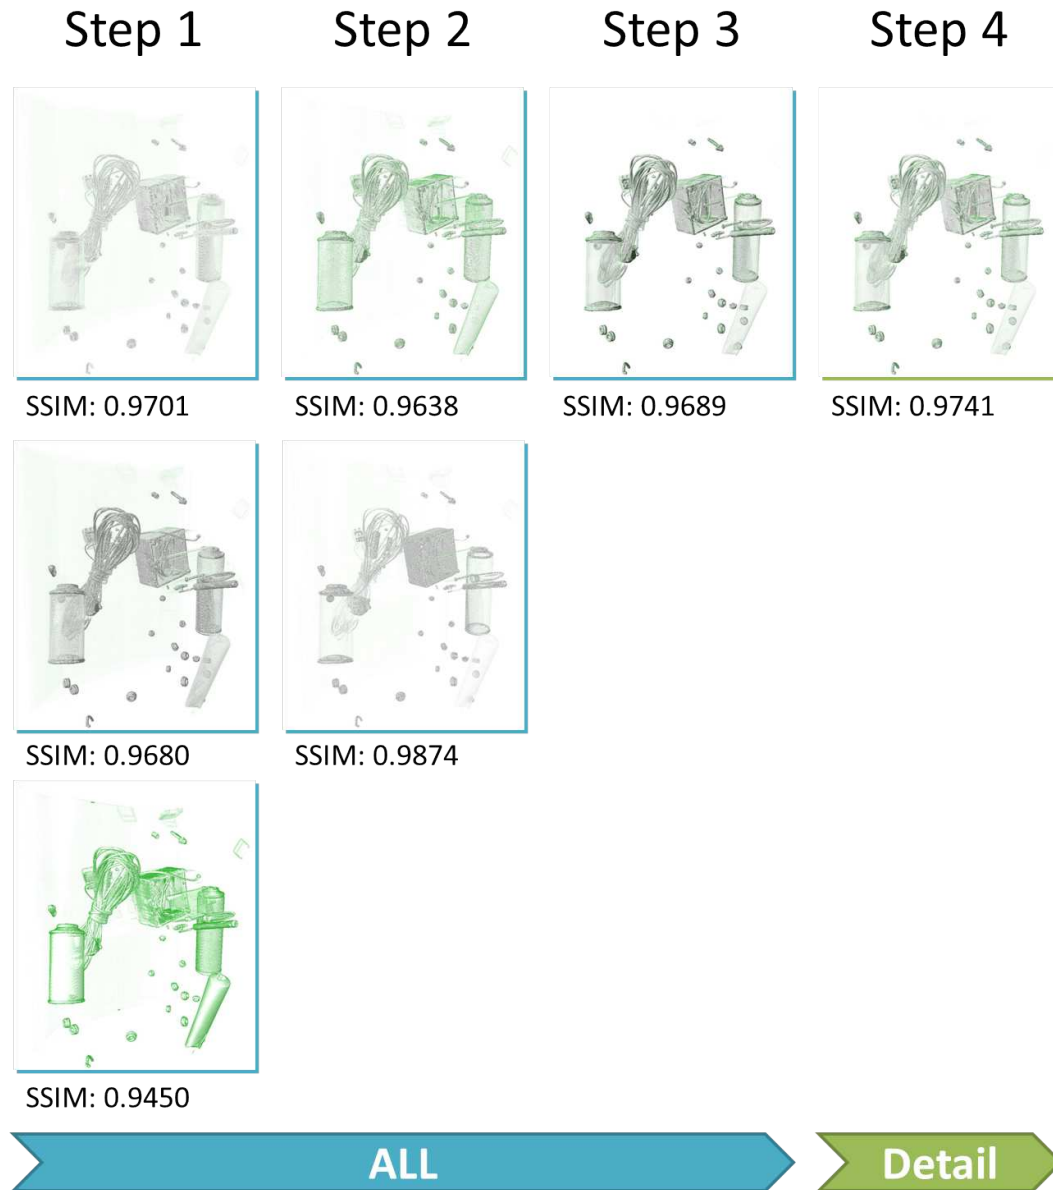 Step 1 Step 2 Step 3 Step 4
SSIM: 0.9701 SSIM: 0.9638 SSIM: 0.9689 SSIM: 0.9741
SSIM: 0.9680 SSIM: 0.9874
SSIM: 0.9450
ALL Detail